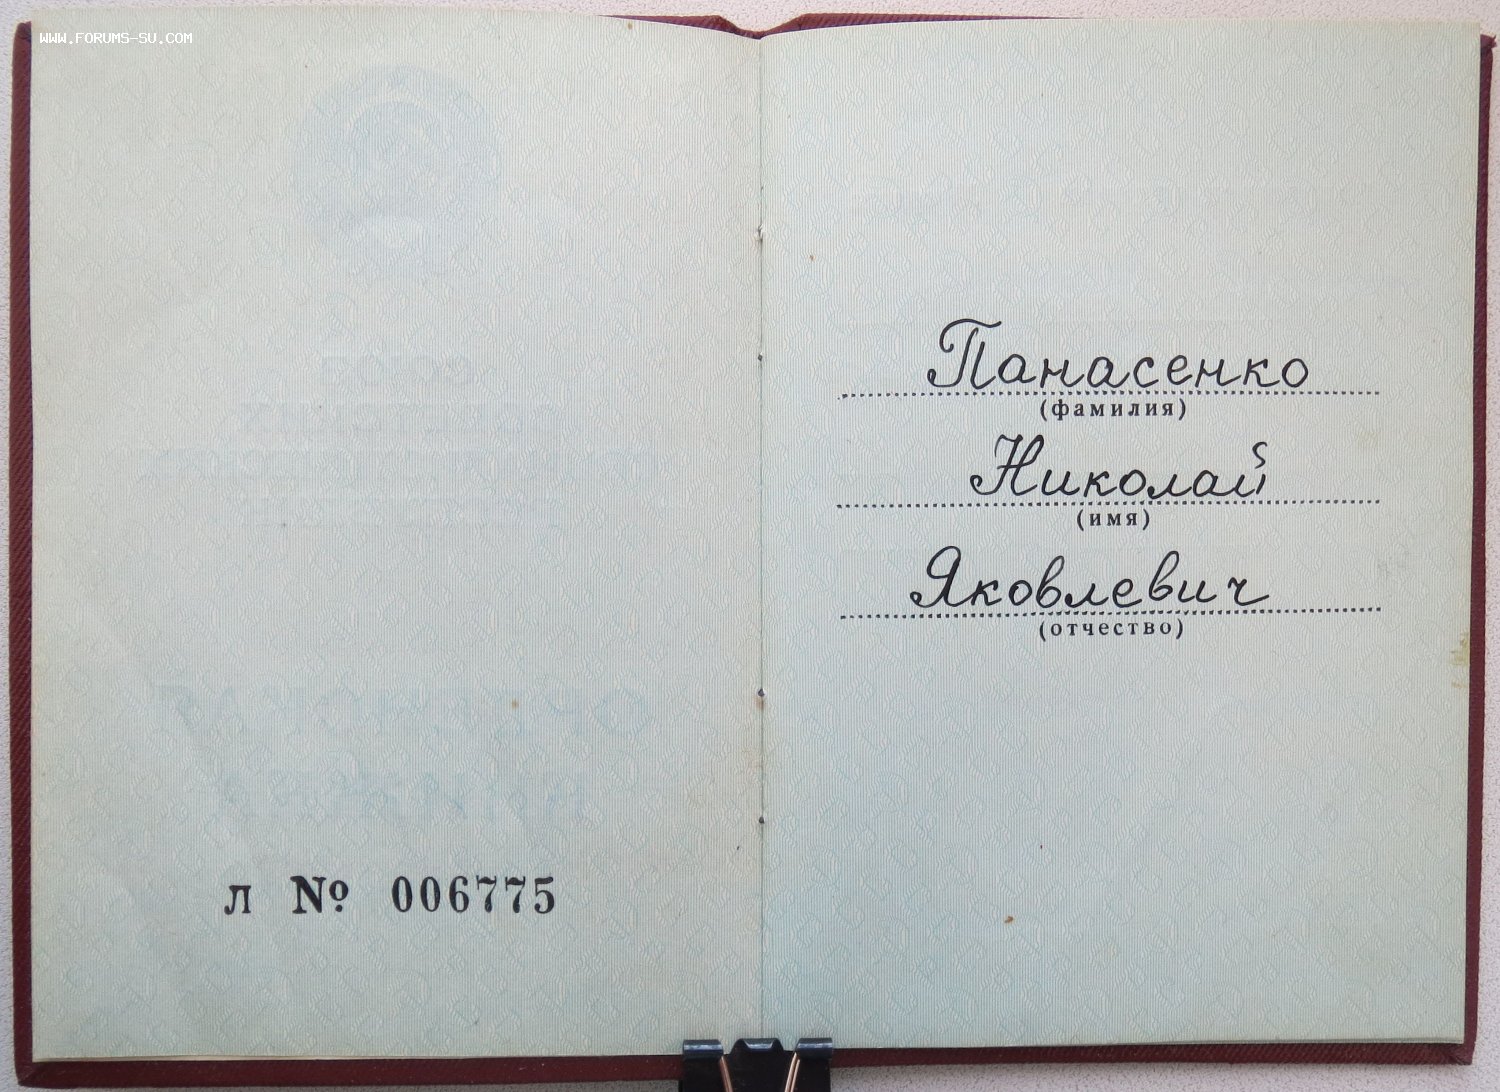 WWW.FORUMS-SU.COM
Л № 006775
Панасенко
(фамилия)
Николай
(имя)
Яковлевич
(отчество)